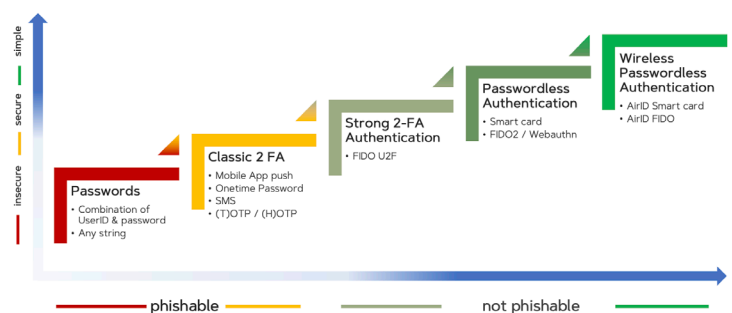 simple
secure
insecure
Passwords
• Combination of
UserID & password
• Any string
Classic 2 FA
• Mobile App push
• Onetime Password
• SMS
• (T)OTP / (H)OTP
Strong 2-FA
Authentication
• FIDO U2F
Passwordless
Authentication
• Smart card
• FIDO2 / Webauthn
Wireless
Passwordless
Authentication
• AirID Smart card
• AirID FIDO
phishable
not phishable